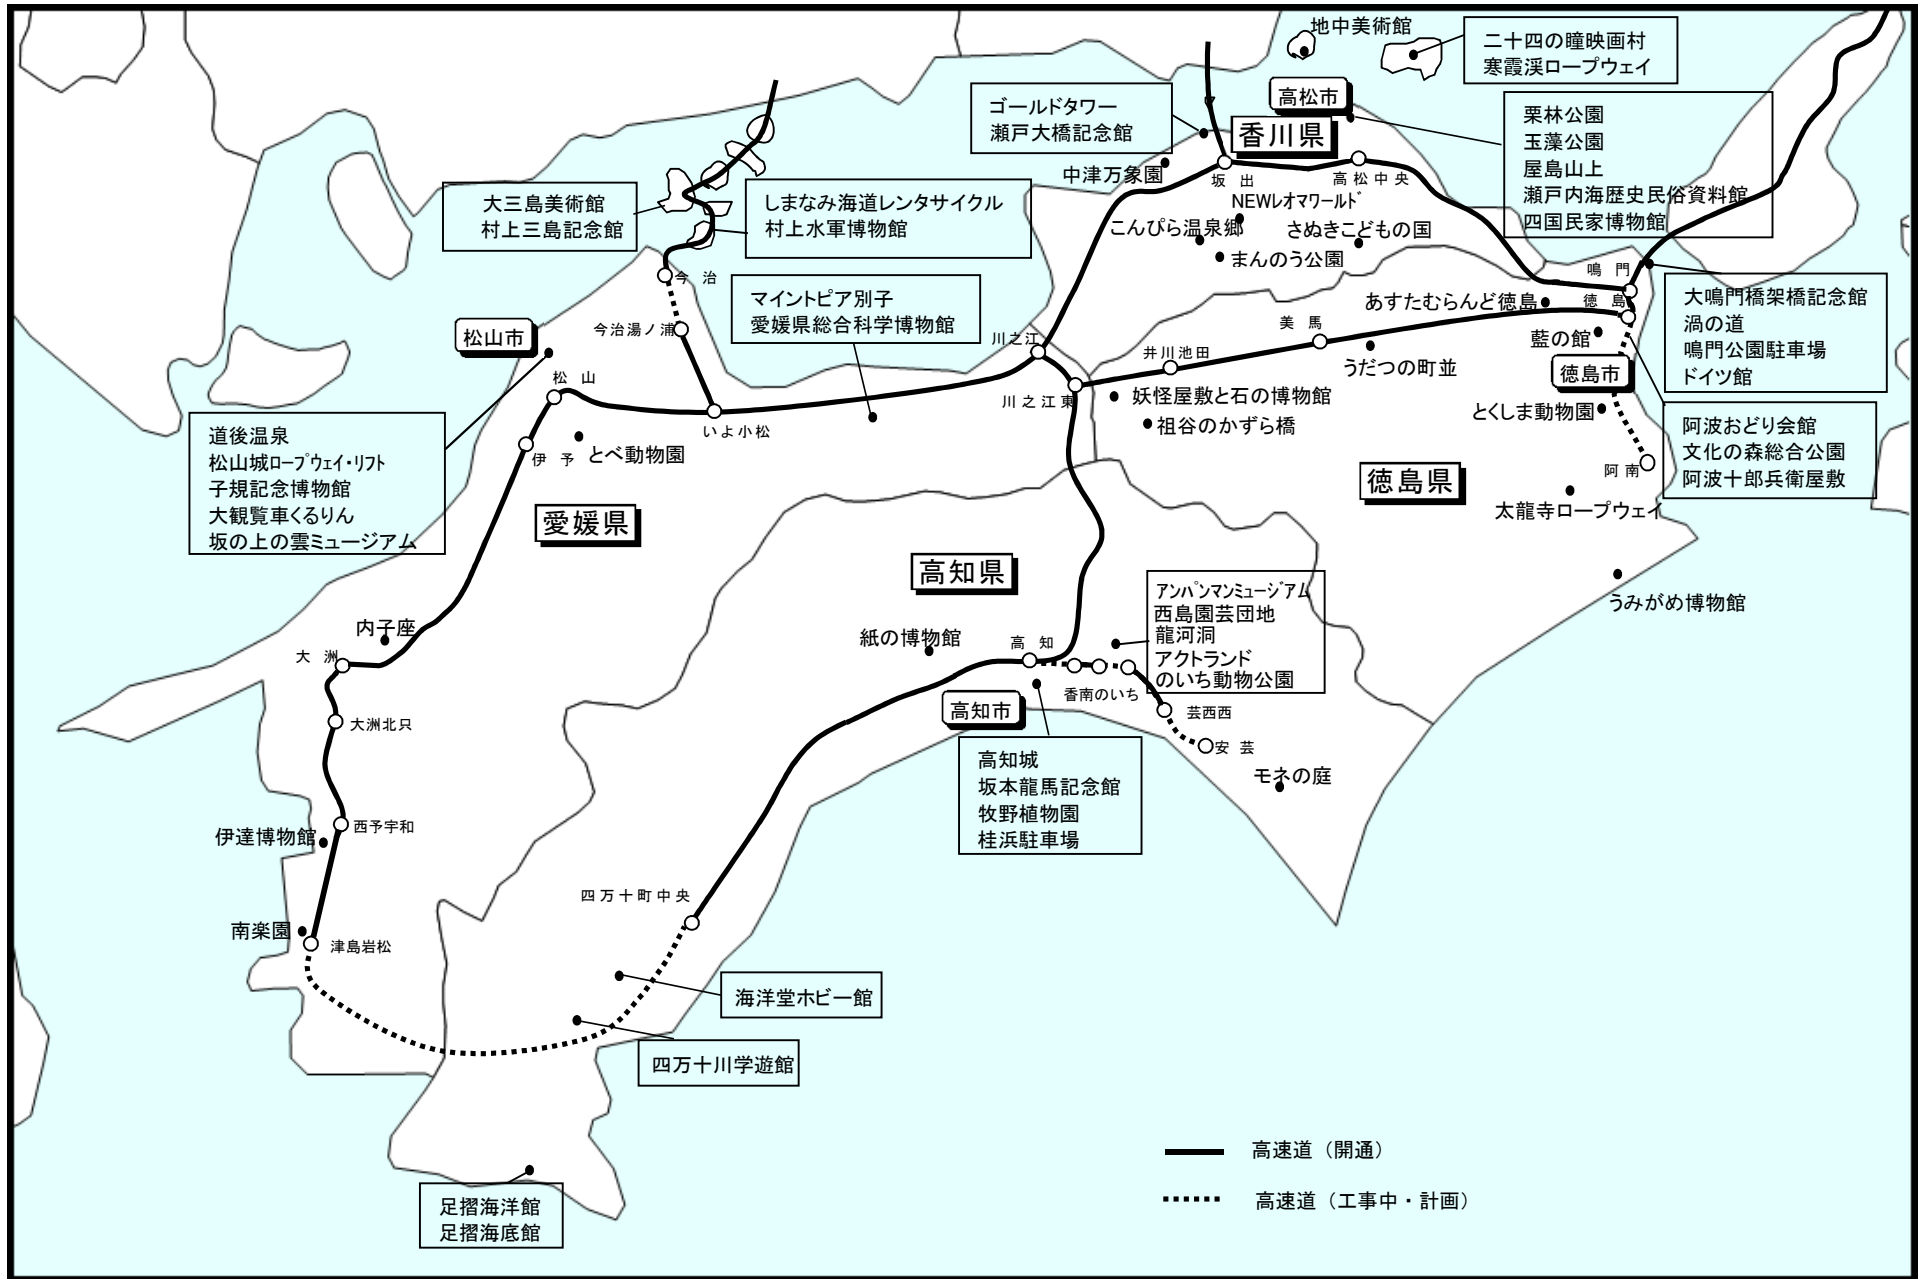 地中美術館
二十四の瞳映画村
寒霞渓ロープウェイ
高松市
ゴールドタワー
瀬戸大橋記念館
香川県
栗林公園
玉藻公園
屋島山上
瀬戸内海歴史民俗資料館
四国民家博物館
中津万象園
坂出
高松中央
NEWレオマワールド
こんぴら温泉郷
さぬきこどもの国
まんのう公園
大三島美術館
村上三島記念館
しまなみ海道レンタサイクル
村上水軍博物館
今治
今治湯ノ浦
マイントピア別子
愛媛県総合科学博物館
鳴門
徳島
あすたむらんど徳島
大鳴門橋架橋記念館
渦の道
鳴門公園駐車場
ドイツ館
藍の館
徳島市
美馬
うだつの町並
井川池田
川之江
川之江東
妖怪屋敷と石の博物館
祖谷のかずら橋
とくしま動物園
阿波おどり会館
文化の森総合公園
阿波十郎兵衛屋敷
阿南
徳島県
太龍寺ロープウェイ
うみがめ博物館
松山市
松山
いよ小松
伊予
とべ動物園
道後温泉
松山城ロープウェイ・リフト
子規記念博物館
大観覧車くるりん
坂の上の雲ミュージアム
愛媛県
高知県
アンパンマンミュージアム
西島園芸団地
龍河洞
アクトランド
のいち動物公園
内子座
大洲
大洲北只
紙の博物館
高知
高知市
香南のいち
芸西西
安芸
モネの庭
高知城
坂本龍馬記念館
牧野植物園
桂浜駐車場
西予宇和
伊達博物館
南楽園
津島岩松
四万十町中央
海洋堂ホビー館
四万十川学遊館
足摺海洋館
足摺海底館
高速道（開通）
高速道（工事中・計画）